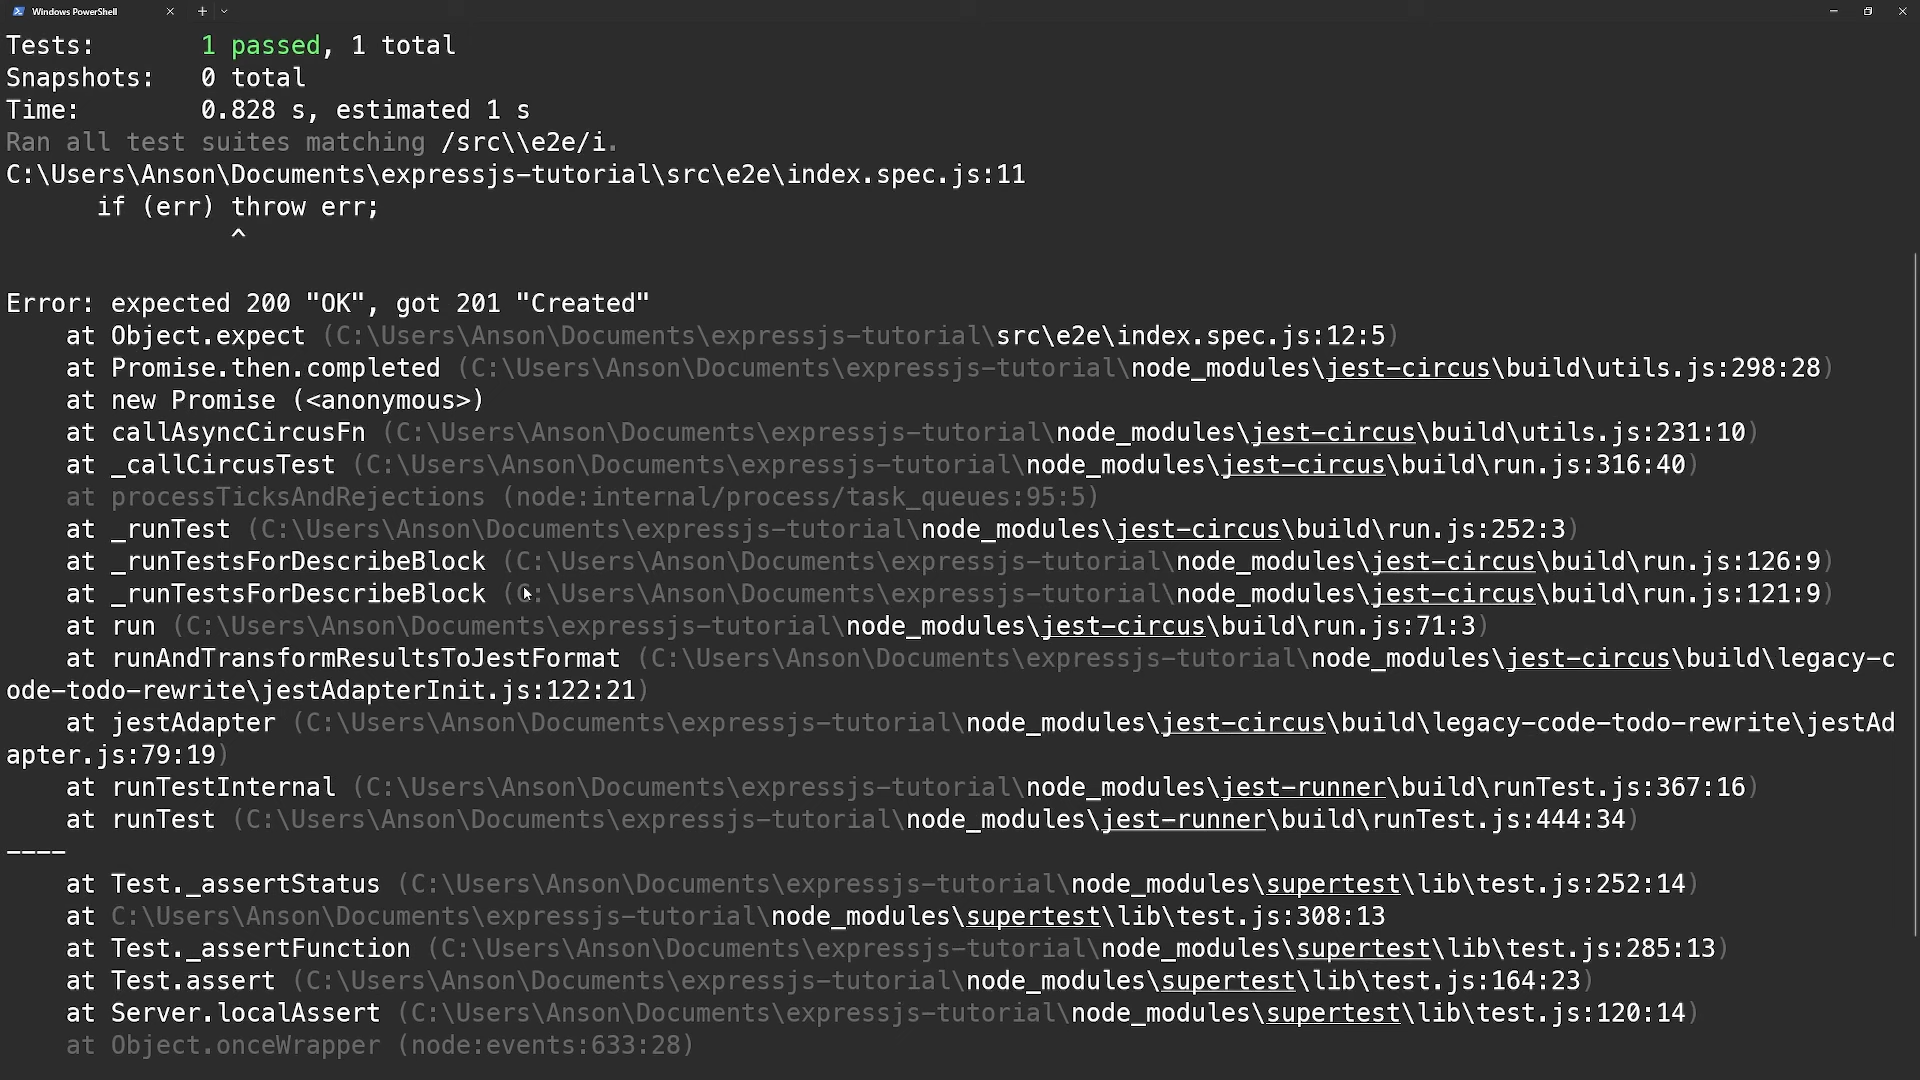 Windows PowerShell
Tests:       1 passed, 1 total
Snapshots:   0 total
Time:        0.828 s, estimated 1 s
Ran all test suites matching /src\\e2e/i.
C:\Users\Anson\Documents\expressjs-tutorial\src\e2e\index.spec.js:11
      if (err) throw err;
               ^
Error: expected 200 "OK", got 201 "Created"
    at Object.expect (C:\Users\Anson\Documents\expressjs-tutorial\src\e2e\index.spec.js:12:5)
    at Promise.then.completed (C:\Users\Anson\Documents\expressjs-tutorial\node_modules\jest-circus\build\utils.js:298:28)
    at new Promise (<anonymous>)
    at callAsyncCircusFn (C:\Users\Anson\Documents\expressjs-tutorial\node_modules\jest-circus\build\utils.js:231:10)
    at _callCircusTest (C:\Users\Anson\Documents\expressjs-tutorial\node_modules\jest-circus\build\run.js:316:40)
    at processTicksAndRejections (node:internal/process/task_queues:95:5)
    at _runTest (C:\Users\Anson\Documents\expressjs-tutorial\node_modules\jest-circus\build\run.js:252:3)
    at _runTestsForDescribeBlock (C:\Users\Anson\Documents\expressjs-tutorial\node_modules\jest-circus\build\run.js:126:9)
    at _runTestsForDescribeBlock (C:\Users\Anson\Documents\expressjs-tutorial\node_modules\jest-circus\build\run.js:121:9)
    at run (C:\Users\Anson\Documents\expressjs-tutorial\node_modules\jest-circus\build\run.js:71:3)
    at runAndTransformResultsToJestFormat (C:\Users\Anson\Documents\expressjs-tutorial\node_modules\jest-circus\build\legacy-c
ode-todo-rewrite\jestAdapterInit.js:122:21)
    at jestAdapter (C:\Users\Anson\Documents\expressjs-tutorial\node_modules\jest-circus\build\legacy-code-todo-rewrite\jestAd
apter.js:79:19)
    at runTestInternal (C:\Users\Anson\Documents\expressjs-tutorial\node_modules\jest-runner\build\runTest.js:367:16)
    at runTest (C:\Users\Anson\Documents\expressjs-tutorial\node_modules\jest-runner\build\runTest.js:444:34)
----
    at Test._assertStatus (C:\Users\Anson\Documents\expressjs-tutorial\node_modules\supertest\lib\test.js:252:14)
    at C:\Users\Anson\Documents\expressjs-tutorial\node_modules\supertest\lib\test.js:308:13
    at Test._assertFunction (C:\Users\Anson\Documents\expressjs-tutorial\node_modules\supertest\lib\test.js:285:13)
    at Test.assert (C:\Users\Anson\Documents\expressjs-tutorial\node_modules\supertest\lib\test.js:164:23)
    at Server.localAssert (C:\Users\Anson\Documents\expressjs-tutorial\node_modules\supertest\lib\test.js:120:14)
    at Object.onceWrapper (node:events:633:28)